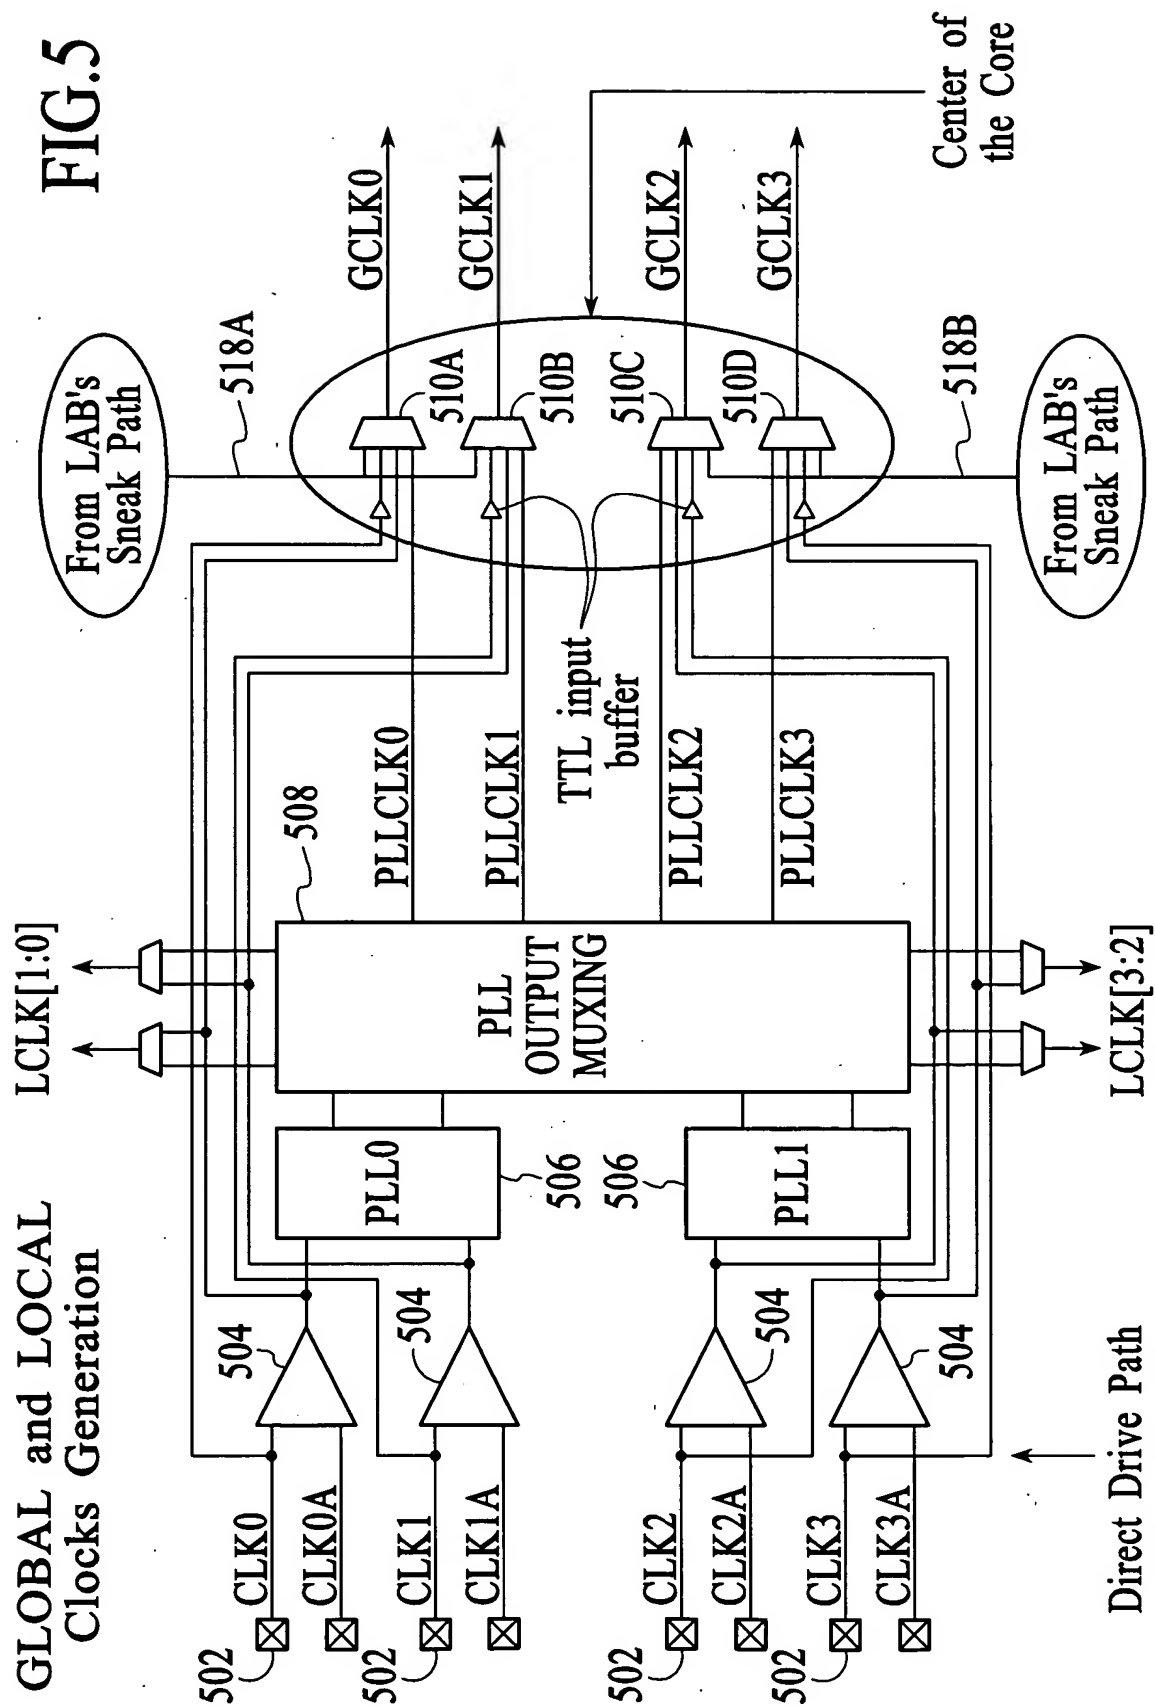 FIG.5
GLOBAL and LOCAL
Clocks Generation
LCLK[1:0]
From LAB's
Sneak Path
518A
508
504
CLK0
CLK0A
502
CLK1
CLK1A
502
504
PLL0
506
PLL
OUTPUT
MUXING
PLLCLK0
PLLCLK1
TTL input
buffer
PLLCLK2
PLLCLK3
510A
510B
510C
510D
GCLK0
GCLK1
GCLK2
GCLK3
CLK2
CLK2A
502
CLK3
CLK3A
502
504
504
506
PLL1
Direct Drive Path
LCLK[3:2]
From LAB's
Sneak Path
518B
Center of
the Core